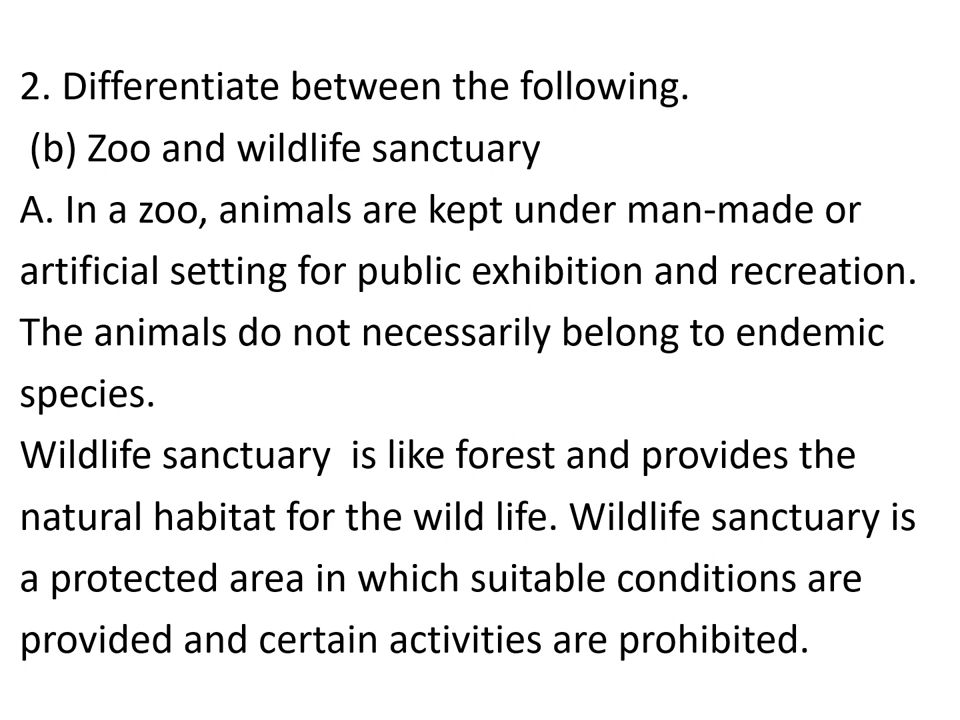 2. Differentiate between the following.
(b) Zoo and wildlife sanctuary
A. In a zoo, animals are kept under man-made or
artificial setting for public exhibition and recreation.
The animals do not necessarily belong to endemic
species.
Wildlife sanctuary  is like forest and provides the
natural habitat for the wild life. Wildlife sanctuary is
a protected area in which suitable conditions are
provided and certain activities are prohibited.